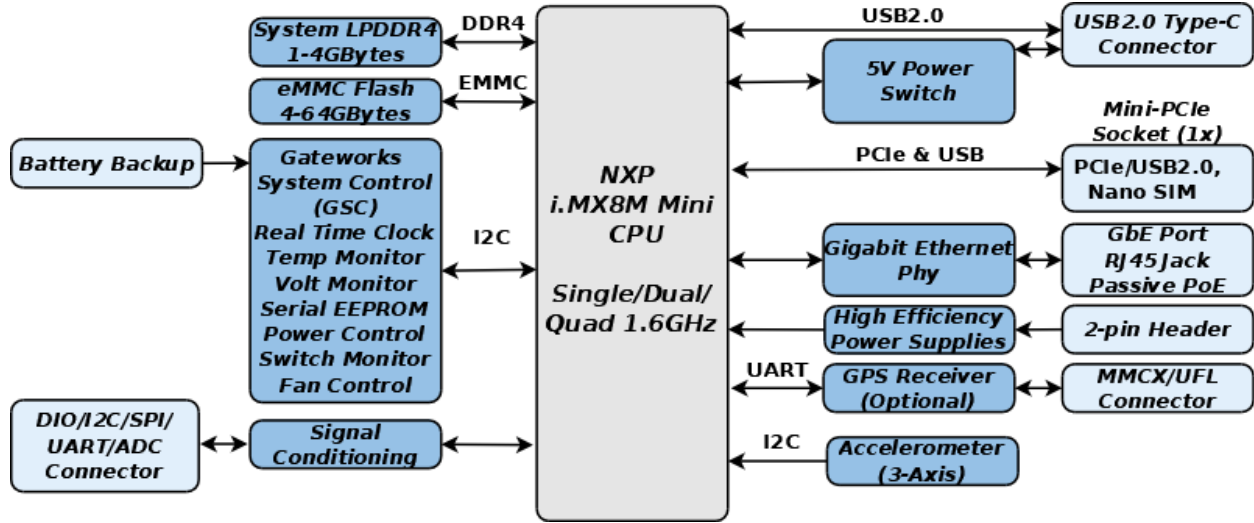 System LPDDR4
1-4GBytes
DDR4
eMMC Flash
4-64GBytes
EMMC
Battery Backup
Gateworks
System Control
(GSC)
Real Time Clock
Temp Monitor
Volt Monitor
Serial EEPROM
Power Control
Switch Monitor
Fan Control
I2C
DIO/I2C/SPI/
UART/ADC
Connector
Signal
Conditioning
NXP
i.MX8M Mini
CPU
Single/Dual/
Quad 1.6GHz
USB2.0
USB2.0 Type-C
Connector
5V Power
Switch
Mini-PCIe
Socket (1x)
PCIe & USB
PCIe/USB2.0,
Nano SIM
Gigabit Ethernet
Phy
GbE Port
RJ45 Jack
Passive PoE
High Efficiency
Power Supplies
2-pin Header
UART
GPS Receiver
(Optional)
MMCX/UFL
Connector
I2C
Accelerometer
(3-Axis)